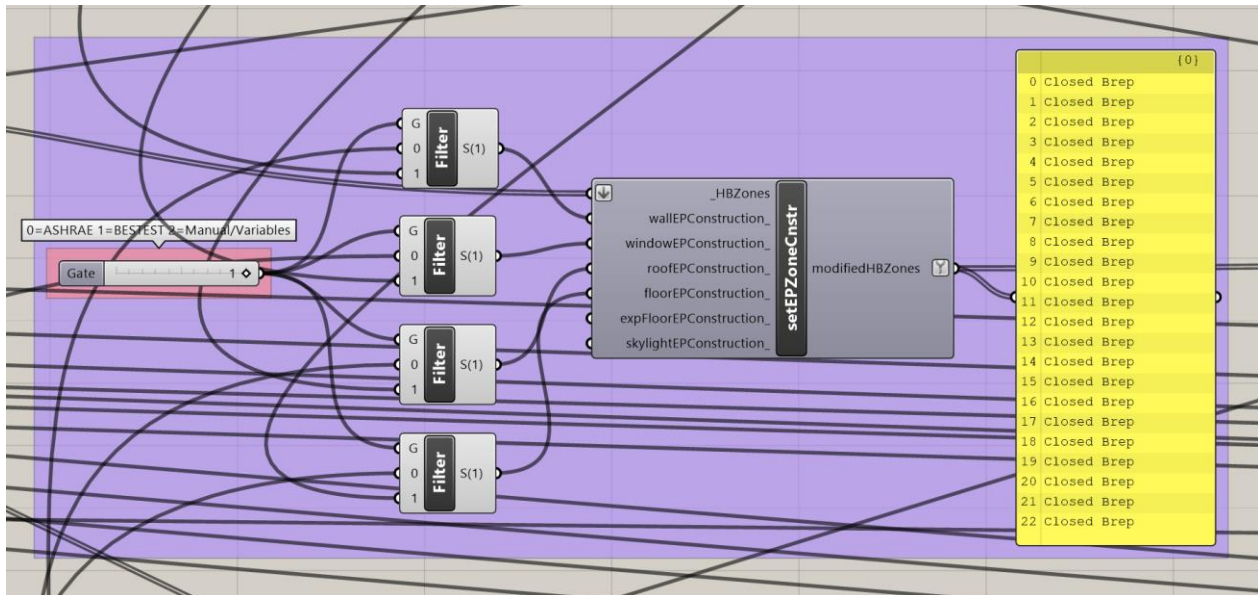 0=ASHRAE 1=BESTEST 2=Manual/Variables
Gate 1
G
0
1
Filter
S(1)
G
0
1
Filter
S(1)
G
0
1
Filter
S(1)
G
0
1
Filter
S(1)
_HBZones
wallEPConstruction_
windowEPConstruction_
roofEPConstruction_
floorEPConstruction_
expFloorEPConstruction_
skylightEPConstruction_
setEPZoneCnstr
modifiedHBZones
{0}
0 Closed Brep
1 Closed Brep
2 Closed Brep
3 Closed Brep
4 Closed Brep
5 Closed Brep
6 Closed Brep
7 Closed Brep
8 Closed Brep
9 Closed Brep
10 Closed Brep
11 Closed Brep
12 Closed Brep
13 Closed Brep
14 Closed Brep
15 Closed Brep
16 Closed Brep
17 Closed Brep
18 Closed Brep
19 Closed Brep
20 Closed Brep
21 Closed Brep
22 Closed Brep